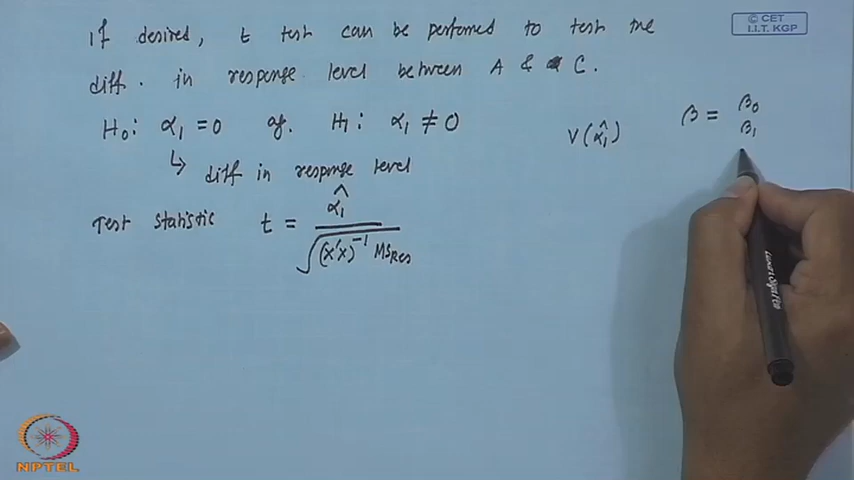 If desired, t test can be performed to test the
diff. in response level between A & C.
H₀: α₁ = 0 ag. H₁: α₁ ≠ 0
↳ diff in response level
Test Statistic t = α̂₁ / √((x'x)⁻¹ MS_Res)
V(α̂₁)
β = β₀
β₁
© CET
I.I.T. KGP
NPTEL